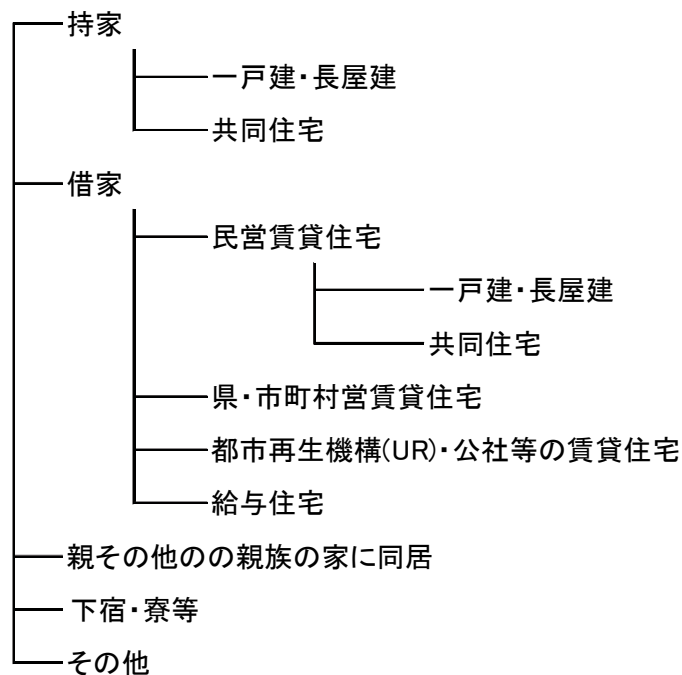 持家
一戸建・長屋建
共同住宅
借家
民営賃貸住宅
一戸建・長屋建
共同住宅
県・市町村営賃貸住宅
都市再生機構(UR)・公社等の賃貸住宅
給与住宅
親その他のの親族の家に同居
下宿・寮等
その他